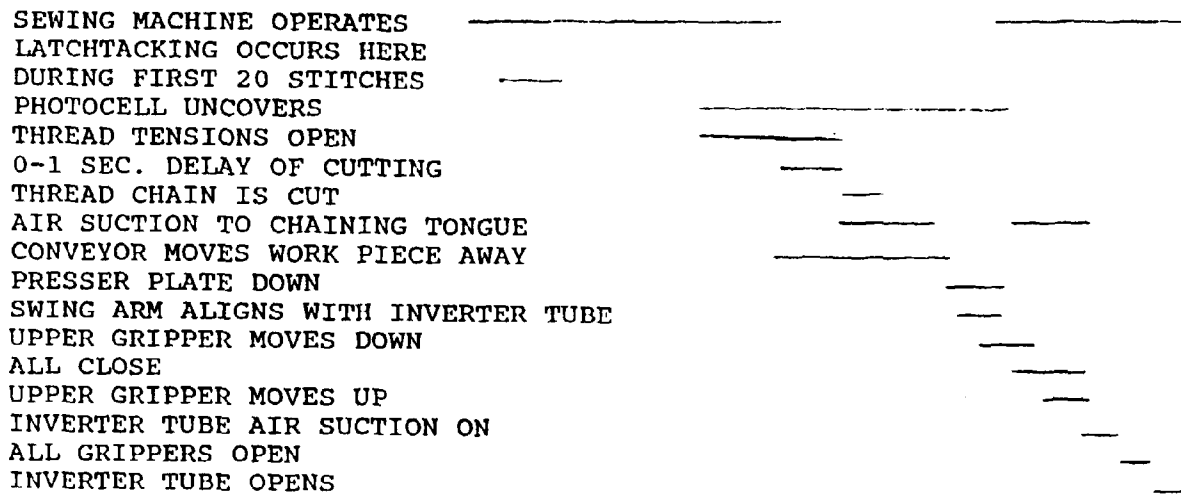 SEWING MACHINE OPERATES
LATCHTACKING OCCURS HERE
DURING FIRST 20 STITCHES
PHOTOCELL UNCOVERS
THREAD TENSIONS OPEN
0-1 SEC. DELAY OF CUTTING
THREAD CHAIN IS CUT
AIR SUCTION TO CHAINING TONGUE
CONVEYOR MOVES WORK PIECE AWAY
PRESSER PLATE DOWN
SWING ARM ALIGNS WITH INVERTER TUBE
UPPER GRIPPER MOVES DOWN
ALL CLOSE
UPPER GRIPPER MOVES UP
INVERTER TUBE AIR SUCTION ON
ALL GRIPPERS OPEN
INVERTER TUBE OPENS